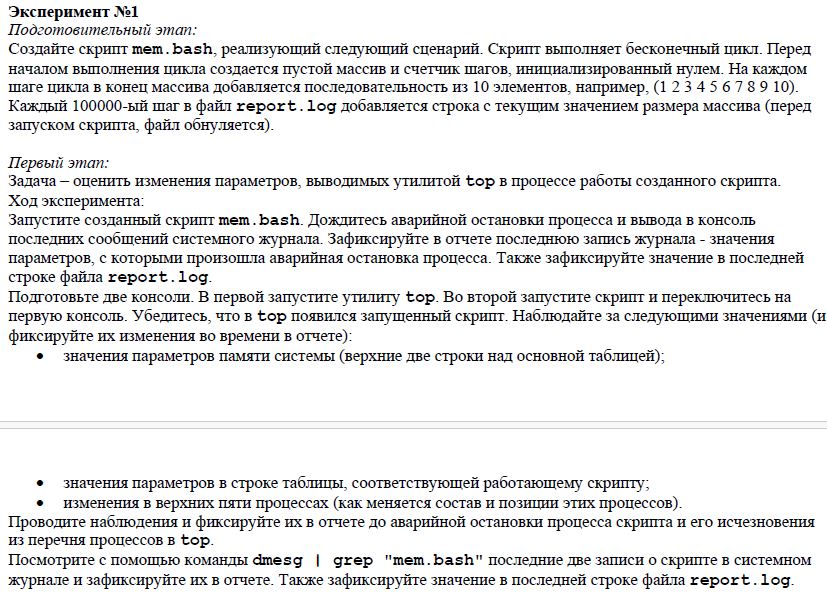 Эксперимент №1
Подготовительный этап:
Создайте скрипт mem.bash, реализующий следующий сценарий. Скрипт выполняет бесконечный цикл. Перед
началом выполнения цикла создается пустой массив и счетчик шагов, инициализированный нулем. На каждом
шаге цикла в конец массива добавляется последовательность из 10 элементов, например, (1 2 3 4 5 6 7 8 9 10).
Каждый 100000-ый шаг в файл report.log добавляется строка с текущим значением размера массива (перед
запуском скрипта, файл обнуляется).
Первый этап:
Задача – оценить изменения параметров, выводимых утилитой top в процессе работы созданного скрипта.
Ход эксперимента:
Запустите созданный скрипт mem.bash. Дождитесь аварийной остановки процесса и вывода в консоль
последних сообщений системного журнала. Зафиксируйте в отчете последнюю запись журнала - значения
параметров, с которыми произошла аварийная остановка процесса. Также зафиксируйте значение в последней
строке файла report.log.
Подготовьте две консоли. В первой запустите утилиту top. Во второй запустите скрипт и переключитесь на
первую консоль. Убедитесь, что в top появился запущенный скрипт. Наблюдайте за следующими значениями (и
фиксируйте их изменения во времени в отчете):
• значения параметров памяти системы (верхние две строки над основной таблицей);
• значения параметров в строке таблицы, соответствующей работающему скрипту;
• изменения в верхних пяти процессах (как меняется состав и позиции этих процессов).
Проводите наблюдения и фиксируйте их в отчете до аварийной остановки процесса скрипта и его исчезновения
из перечня процессов в top.
Посмотрите с помощью команды dmesg | grep "mem.bash" последние две записи о скрипте в системном
журнале и зафиксируйте их в отчете. Также зафиксируйте значение в последней строке файла report.log.